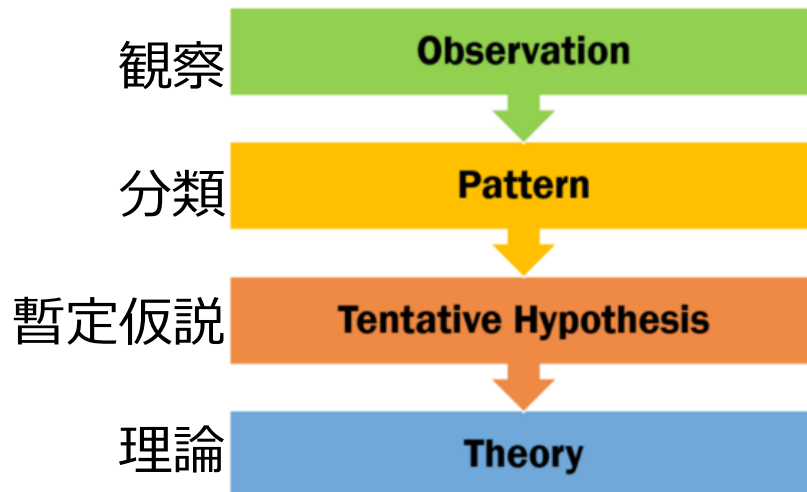 観察
Observation
分類
Pattern
暫定仮説
Tentative Hypothesis
理論
Theory